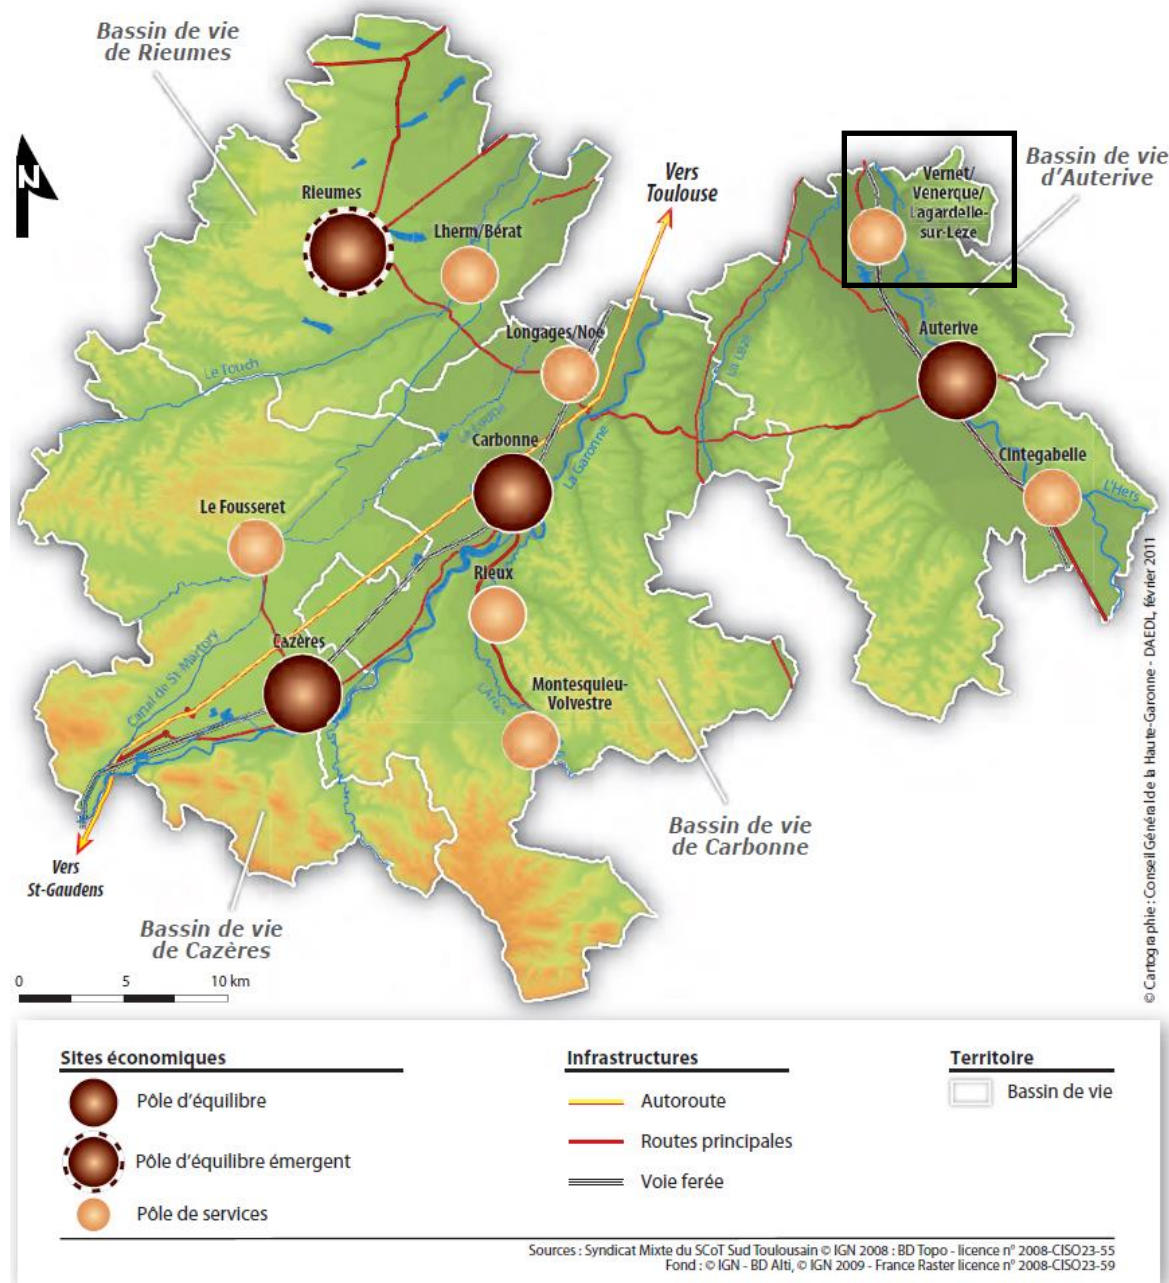 Bassin de vie
de Rieumes
N
Rieumes
Lherm/Bérat
Vers
Toulouse
Vernet/
Venerque/
Lagardelle-
sur-Lèze
Bassin de vie
d'Auterive
Longages/Noé
Auterive
Le Touch
La Lèze
Carbonne
La Garonne
Cintegabelle
L'Hers
Le Fousseret
Rieux
Cazères
Canal de St-Martory
Montesquieu-
Volvestre
L'Arize
Bassin de vie
de Carbonne
Vers
St-Gaudens
Bassin de vie
de Cazères
0 5 10 km
© Cartographie : Conseil Général de la Haute-Garonne - DAEDL, février 2011
Sites économiques
Pôle d'équilibre
Pôle d'équilibre émergent
Pôle de services
Infrastructures
Autoroute
Routes principales
Voie ferée
Territoire
Bassin de vie
Sources : Syndicat Mixte du SCoT Sud Toulousain © IGN 2008 : BD Topo - licence n° 2008-CISO23-55
Fond : © IGN - BD Alti, © IGN 2009 - France Raster licence n° 2008-CISO23-59